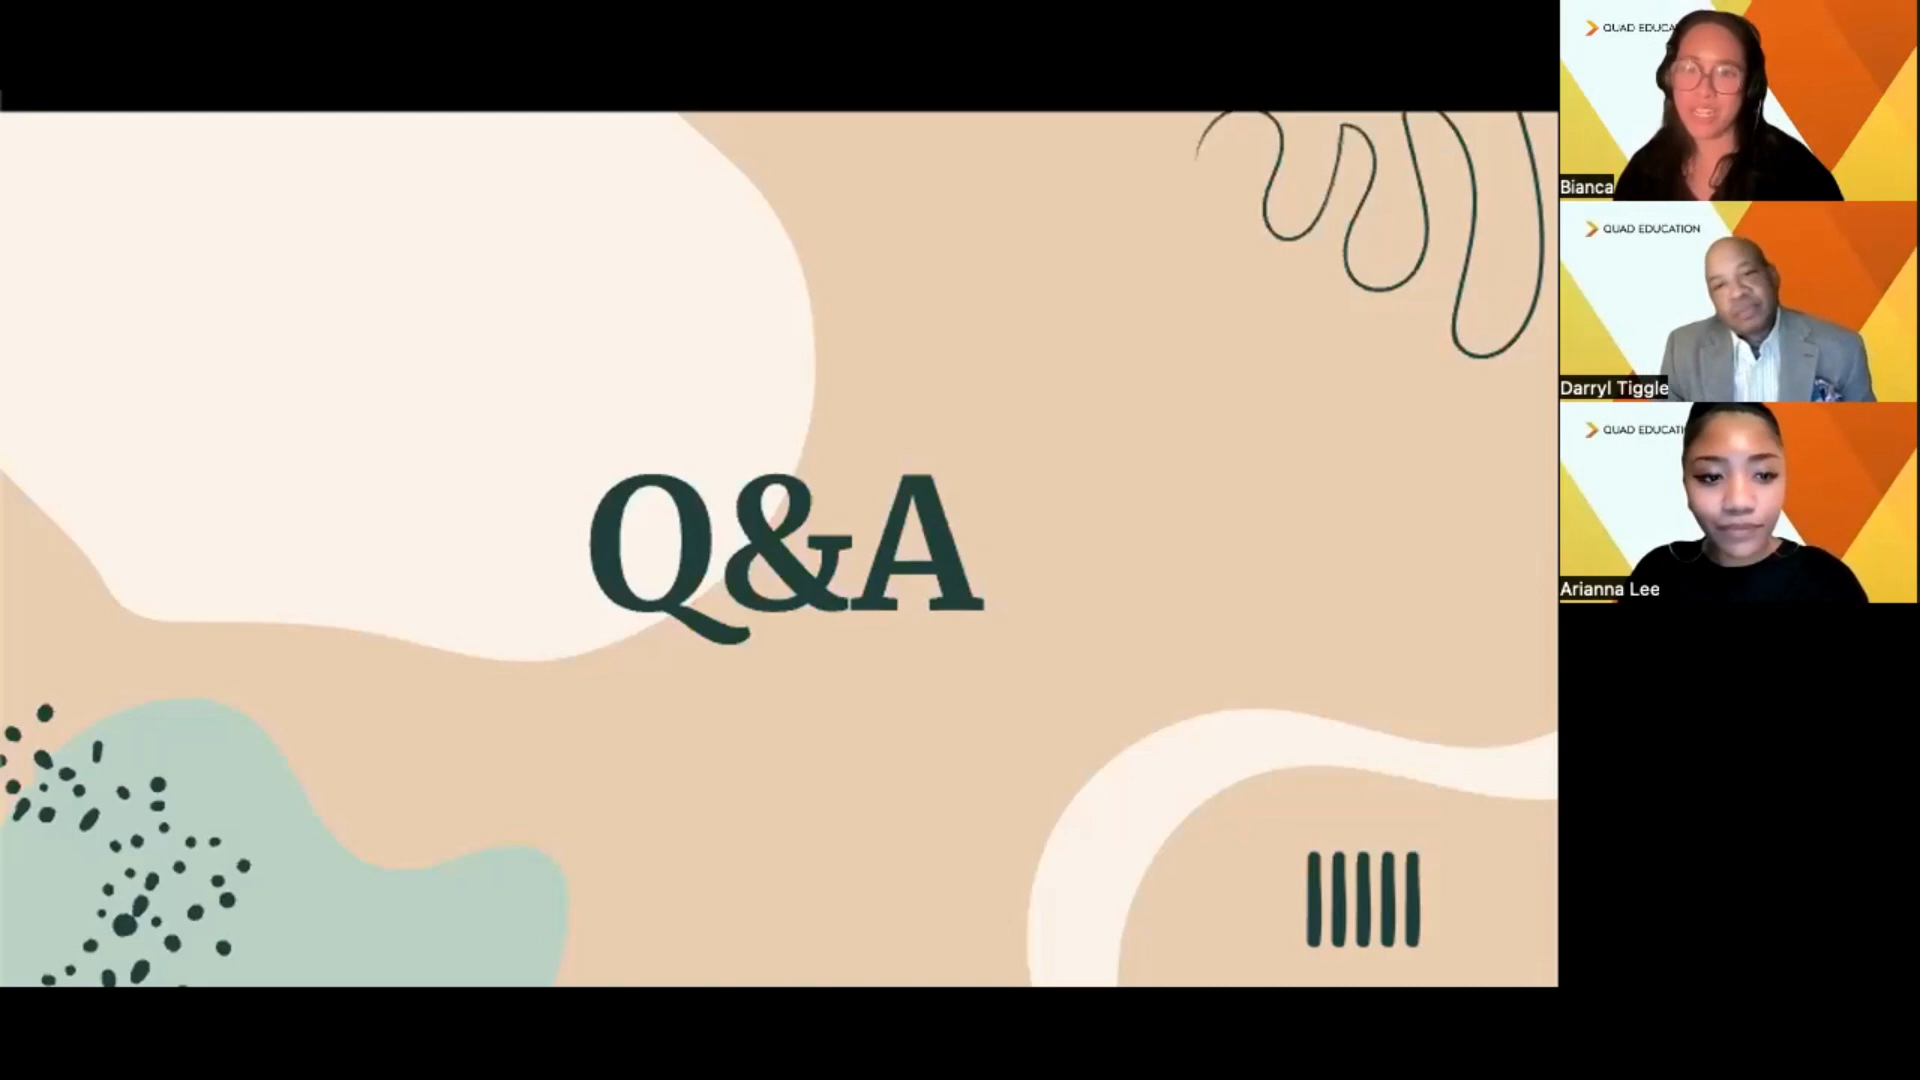 Q&A
QUAD EDUCA
Bianca
QUAD EDUCATION
Darryl Tiggle
QUAD EDUCATI
Arianna Lee